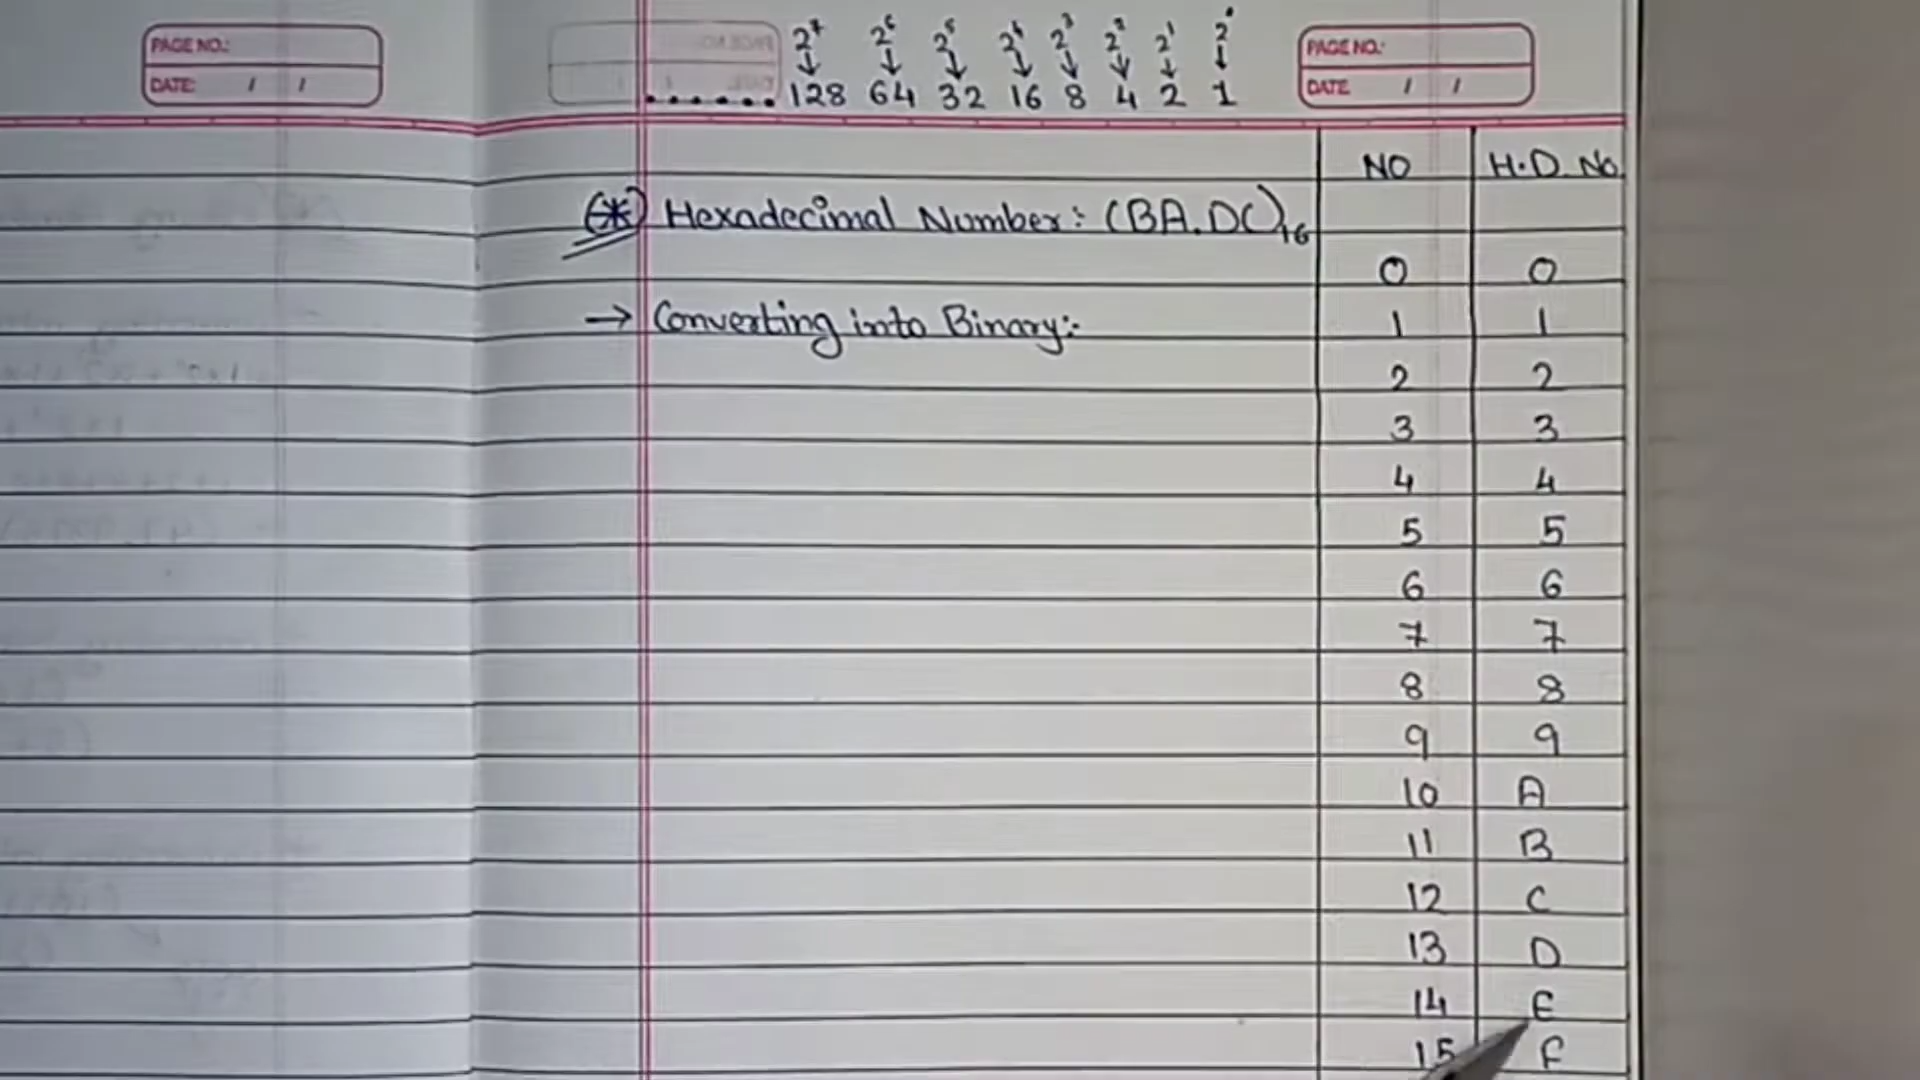 PAGE NO.:
DATE: / /
2⁷ 2⁶ 2⁵ 2⁴ 2³ 2² 2¹ 2⁰
↓ ↓ ↓ ↓ ↓ ↓ ↓ ↓
...... 128 64 32 16 8 4 2 1
PAGE NO.:
DATE / /
NO H.D. No.
(*) Hexadecimal Number:- (BA.DC)₁₆
0 0
→ Converting into Binary:-
1 1
2 2
3 3
4 4
5 5
6 6
7 7
8 8
9 9
10 A
11 B
12 C
13 D
14 E
15 F